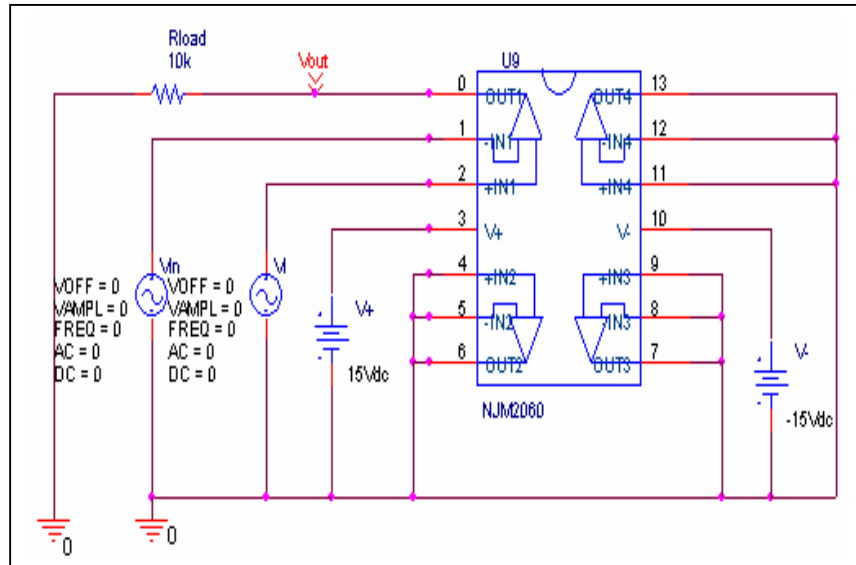 Rload
10k
Vout
U9
0 OUT1 OUT4 13
1 -IN1 -IN4 12
2 +IN1 +IN4 11
3 V+ V- 10
4 +IN2 +IN3 9
5 -IN2 -IN3 8
6 OUT2 OUT3 7
NJM2060
Vin
VOFF = 0
VAMPL = 0
FREQ = 0
AC = 0
DC = 0
VOFF = 0
VAMPL = 0
FREQ = 0
AC = 0
DC = 0
V+
15Vdc
V-
-15Vdc
0
0